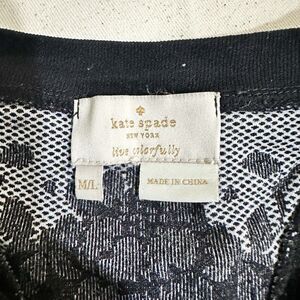 kate spade
NEW YORK
live colorfully
M/L
MADE IN CHINA